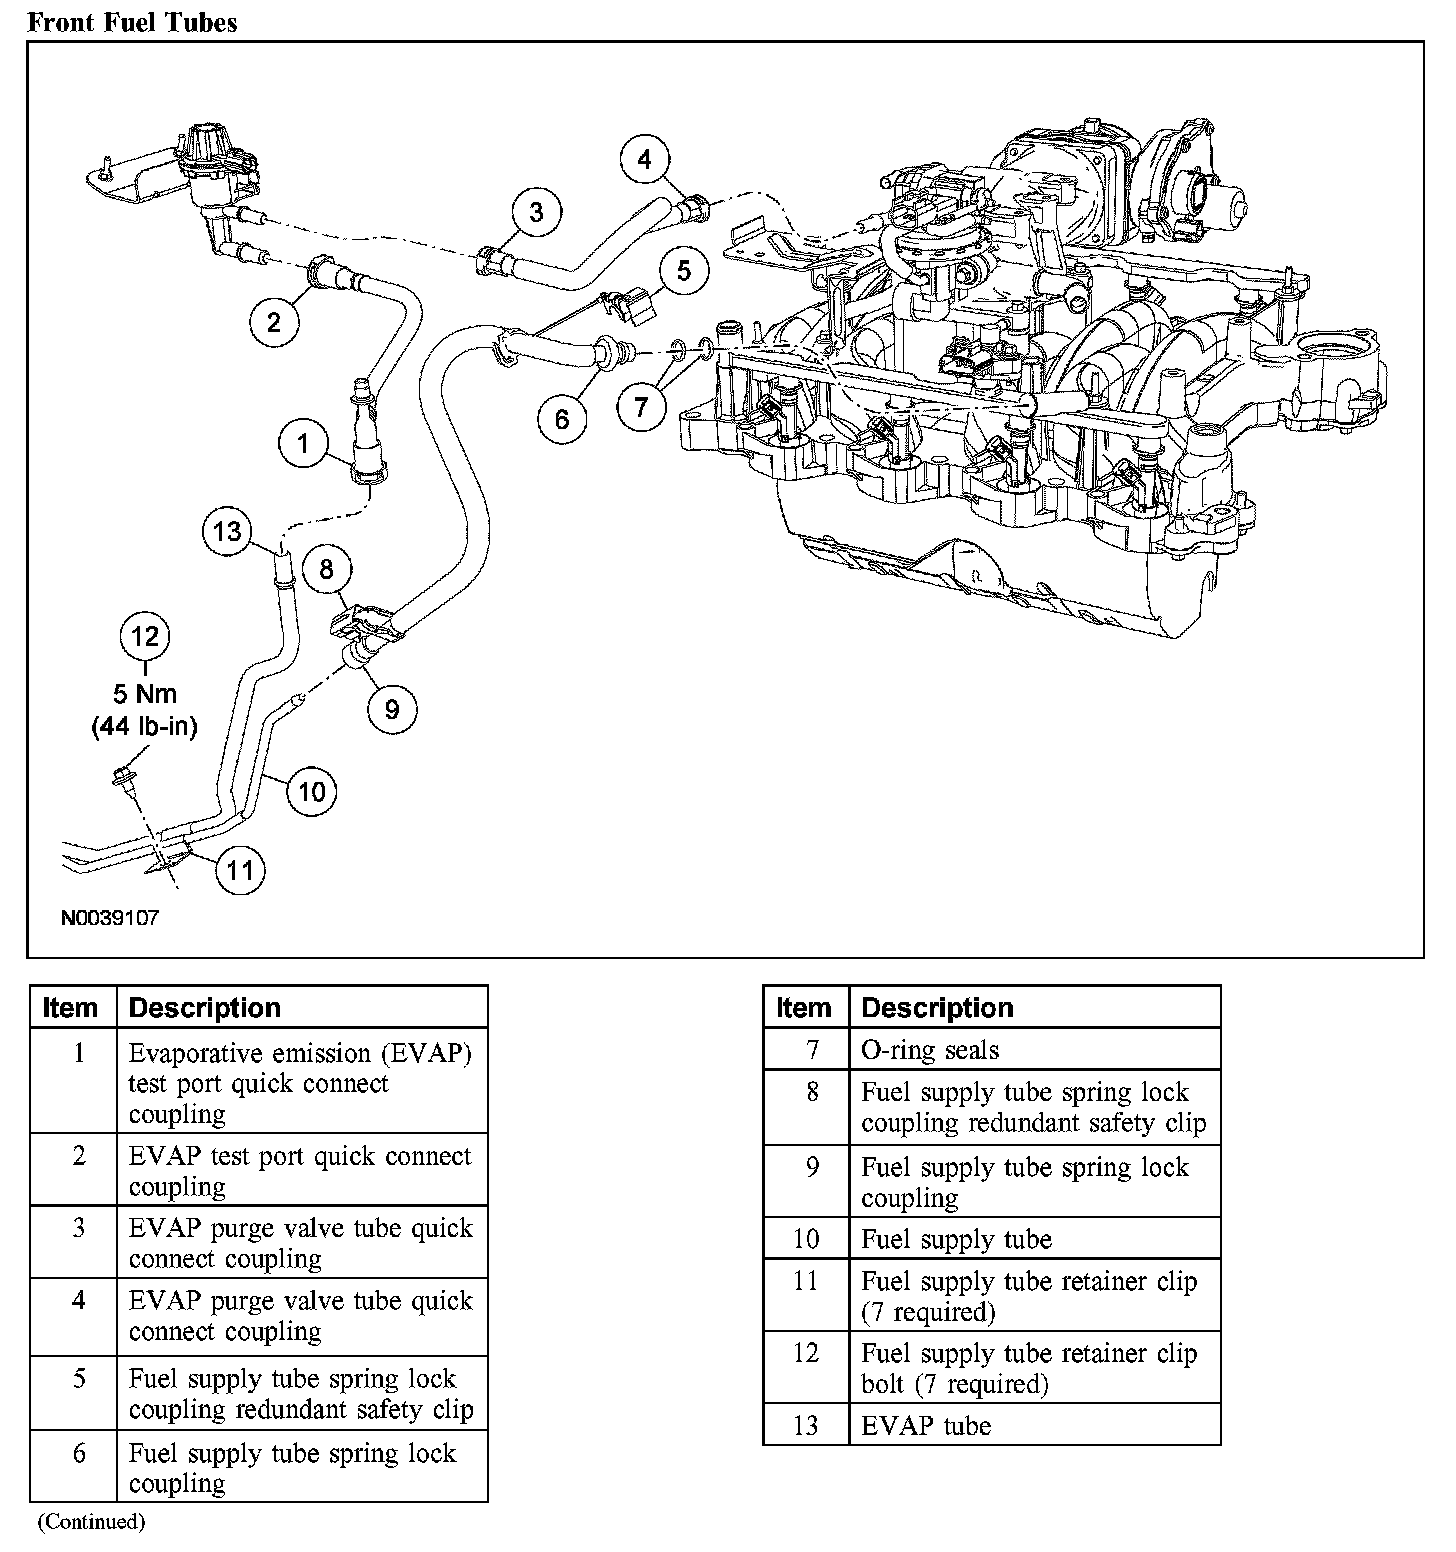 Front Fuel Tubes
4
3
5
2
6
7
1
13
8
12
5 Nm
(44 lb-in)
9
10
11
N0039107
Item Description
1 Evaporative emission (EVAP)
test port quick connect
coupling
2 EVAP test port quick connect
coupling
3 EVAP purge valve tube quick
connect coupling
4 EVAP purge valve tube quick
connect coupling
5 Fuel supply tube spring lock
coupling redundant safety clip
6 Fuel supply tube spring lock
coupling
(Continued)
Item Description
7 O-ring seals
8 Fuel supply tube spring lock
coupling redundant safety clip
9 Fuel supply tube spring lock
coupling
10 Fuel supply tube
11 Fuel supply tube retainer clip
(7 required)
12 Fuel supply tube retainer clip
bolt (7 required)
13 EVAP tube